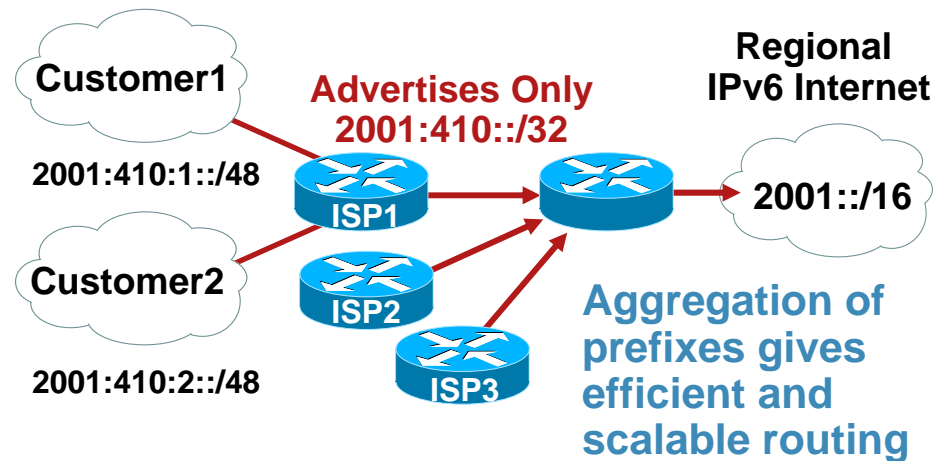 Customer1
2001:410:1::/48
Customer2
2001:410:2::/48
Advertises Only
2001:410::/32
ISP1
ISP2
ISP3
Regional
IPv6 Internet
2001::/16
Aggregation of
prefixes gives
efficient and
scalable routing